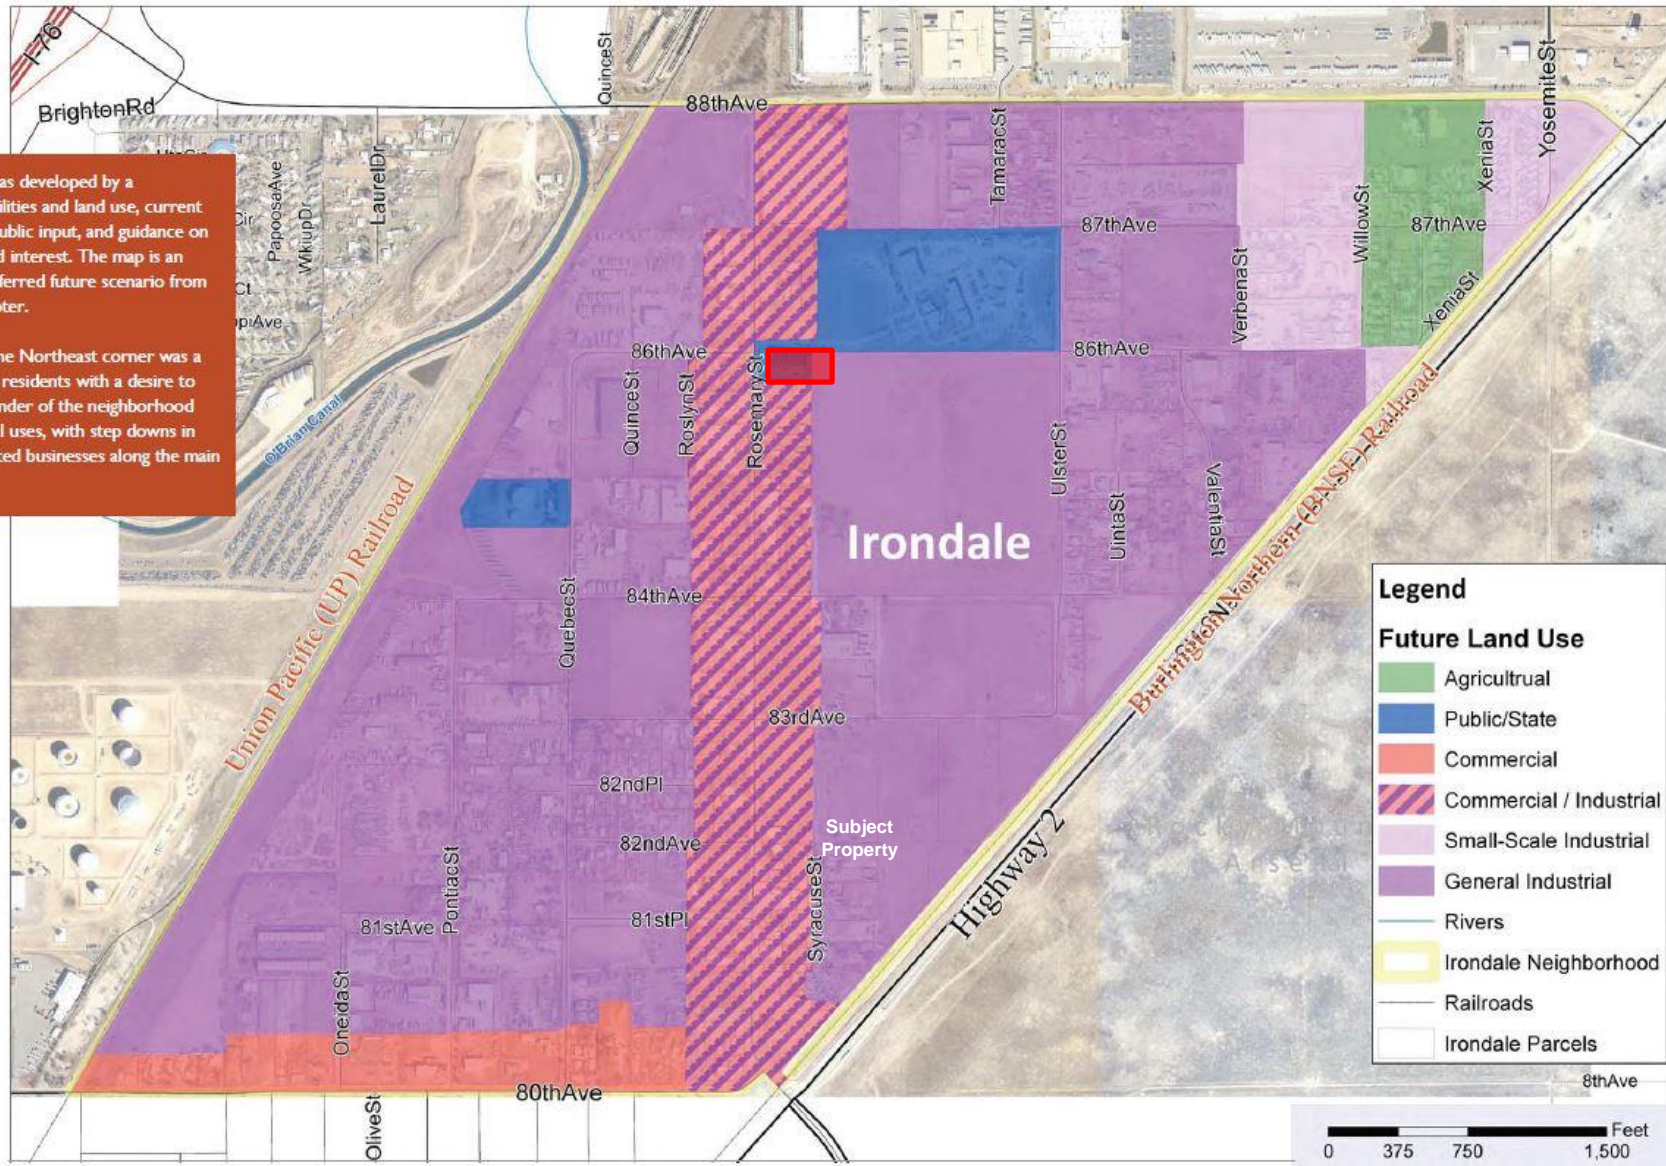 I-76
BrightonRd
QuinceSt
88thAve
YosemiteSt
TamaracSt
XeniaSt
LaurelDr
PapoosaAve
WikiupDr
Cir
Ct
as developed by a
ilities and land use, current
ublic input, and guidance on
d interest. The map is an
ferred future scenario from
ter.
ne Northeast corner was a
residents with a desire to
nder of the neighborhood
l uses, with step downs in
ted businesses along the main
87thAve
WillowSt
87thAve
VerbenaSt
XeniaSt
86thAve
86thAve
QuinceSt
RoslynSt
RosemarySt
O'Brian Canal
UlsterSt
UintaSt
ValentiaSt
Irondale
Union Pacific (UP) Railroad
Burlington Northern (BNSF) Railroad
84thAve
QuebecSt
83rdAve
82ndPl
82ndAve
Subject
Property
SyracuseSt
Highway 2
PontiacSt
81stAve
81stPl
OneidaSt
80thAve
OliveSt
8thAve
Legend
Future Land Use
Agricultrual
Public/State
Commercial
Commercial / Industrial
Small-Scale Industrial
General Industrial
Rivers
Irondale Neighborhood
Railroads
Irondale Parcels
Feet
0 375 750 1,500